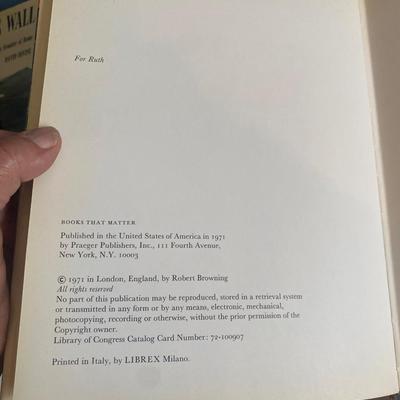 WALL
For Ruth
BOOKS THAT MATTER
Published in the United States of America in 1971
by Praeger Publishers, Inc., 111 Fourth Avenue,
New York, N.Y. 10003
© 1971 in London, England, by Robert Browning
All rights reserved
No part of this publication may be reproduced, stored in a retrieval system
or transmitted in any form or by any means, electronic, mechanical,
photocopying, recording or otherwise, without the prior permission of the
Copyright owner.
Library of Congress Catalog Card Number: 72-100907
Printed in Italy, by LIBREX Milano.